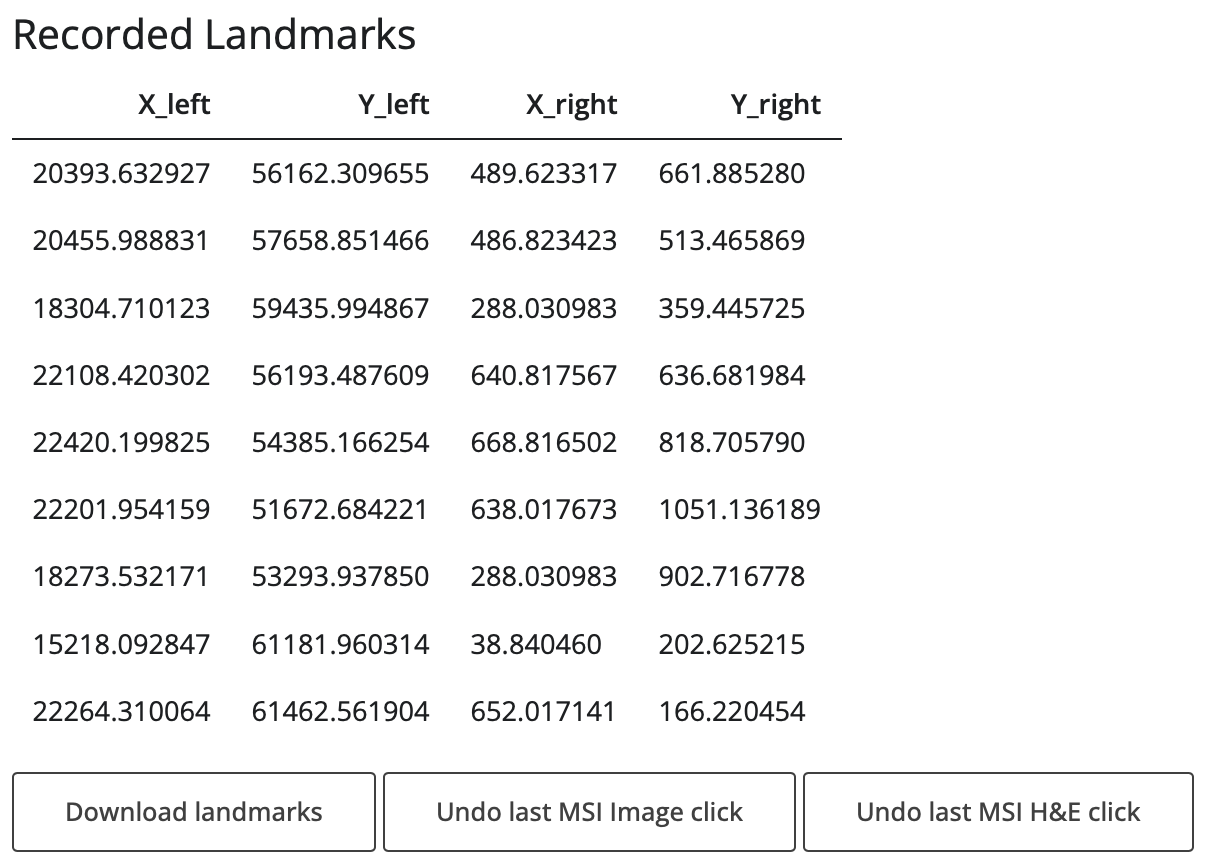 Recorded Landmarks
X_left Y_left X_right Y_right
20393.632927 56162.309655 489.623317 661.885280
20455.988831 57658.851466 486.823423 513.465869
18304.710123 59435.994867 288.030983 359.445725
22108.420302 56193.487609 640.817567 636.681984
22420.199825 54385.166254 668.816502 818.705790
22201.954159 51672.684221 638.017673 1051.136189
18273.532171 53293.937850 288.030983 902.716778
15218.092847 61181.960314 38.840460 202.625215
22264.310064 61462.561904 652.017141 166.220454
Download landmarks Undo last MSI Image click Undo last MSI H&E click